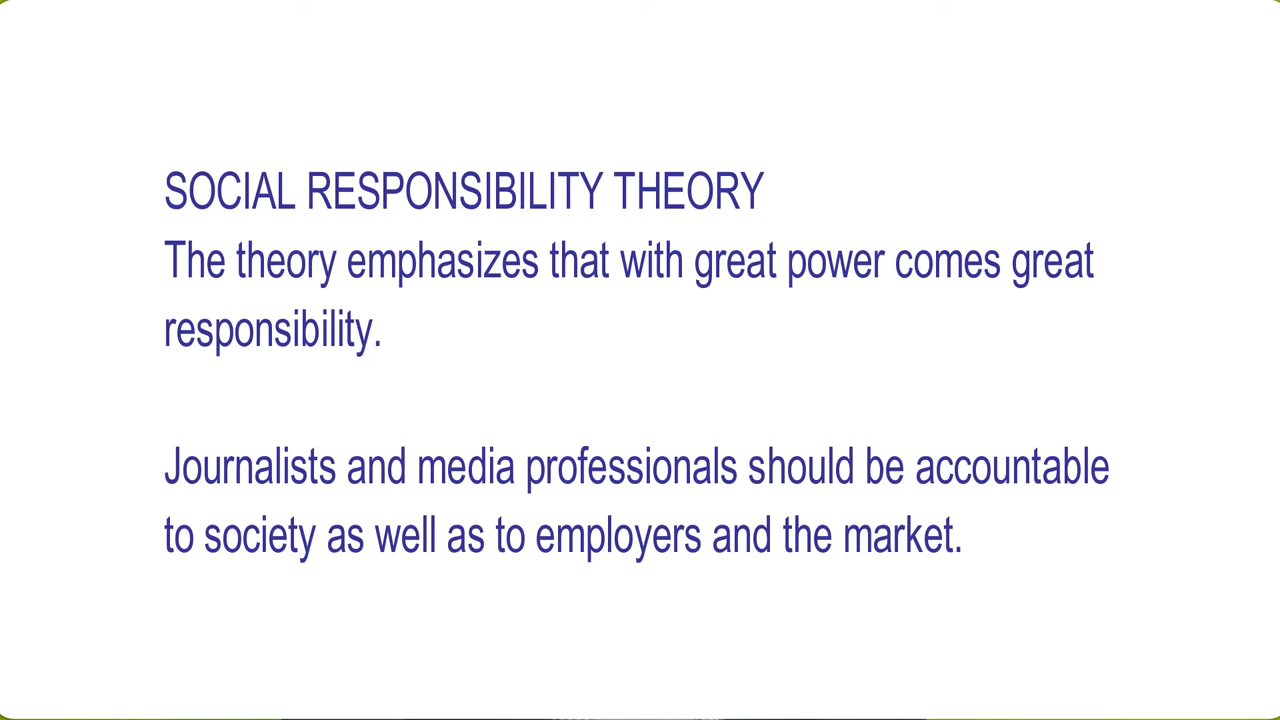 SOCIAL RESPONSIBILITY THEORY
The theory emphasizes that with great power comes great
responsibility.
Journalists and media professionals should be accountable
to society as well as to employers and the market.